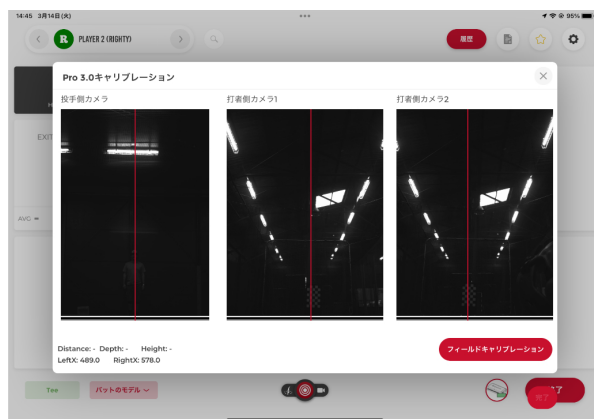 14:45 3月14日(火)
95%
R PLAYER 2 (RIGHTY)
履歴
Pro 3.0キャリブレーション
投手側カメラ
打者側カメラ1
打者側カメラ2
H
EXIT
AVG -
Distance: - Depth: - Height: -
LeftX: 489.0 RightX: 578.0
フィールドキャリブレーション
Tee
バットのモデル
完了